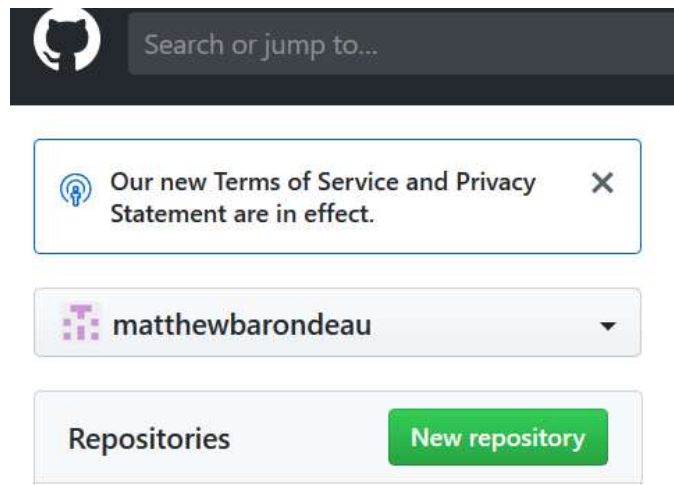 Search or jump to...
Our new Terms of Service and Privacy
Statement are in effect.
matthewbarondeau
Repositories
New repository